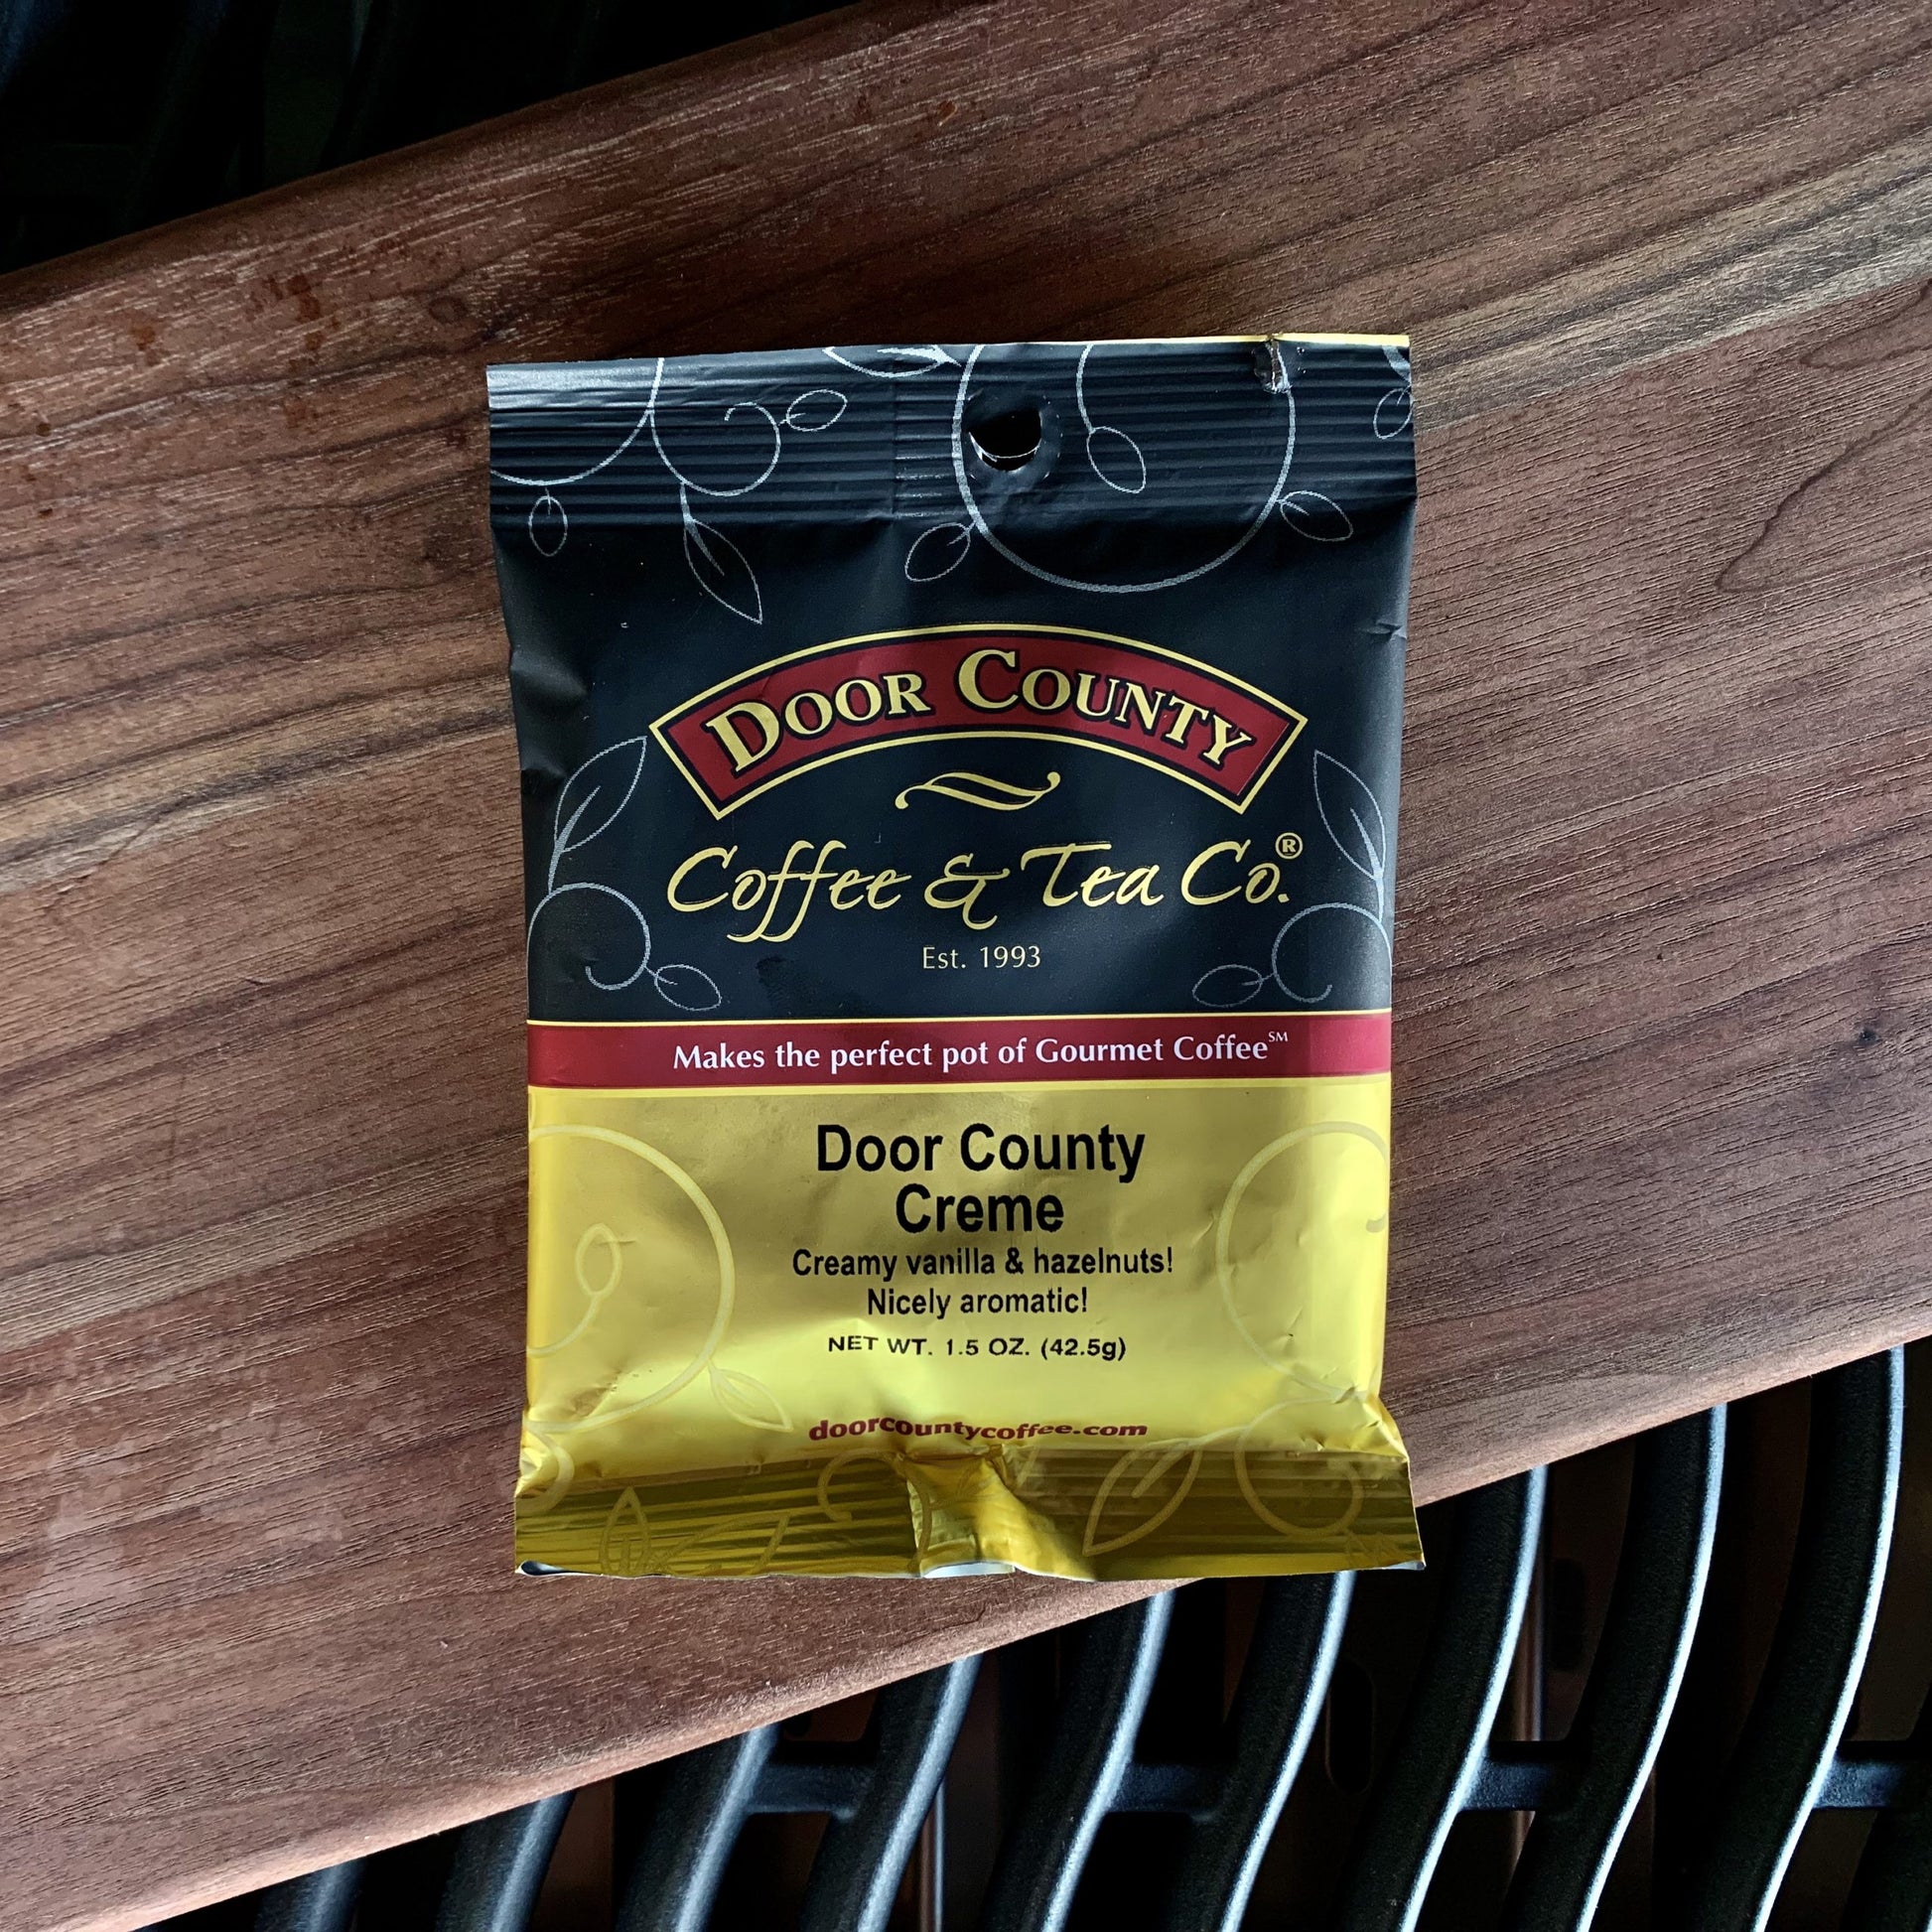 DOOR COUNTY
Coffee & Tea Co.®
Est. 1993
Makes the perfect pot of Gourmet Coffee℠
Door County
Creme
Creamy vanilla & hazelnuts!
Nicely aromatic!
NET WT. 1.5 OZ. (42.5g)
doorcountycoffee.com